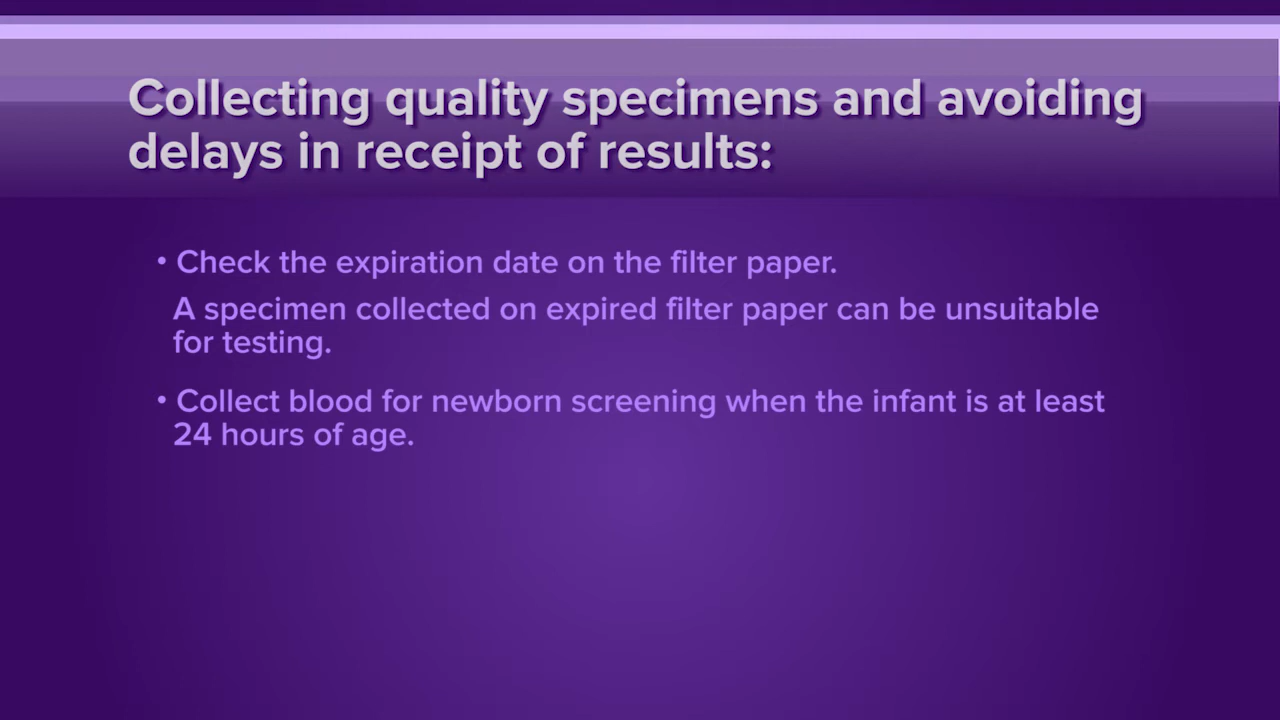 Collecting quality specimens and avoiding
delays in receipt of results:
• Check the expiration date on the filter paper.
A specimen collected on expired filter paper can be unsuitable
for testing.
• Collect blood for newborn screening when the infant is at least
24 hours of age.